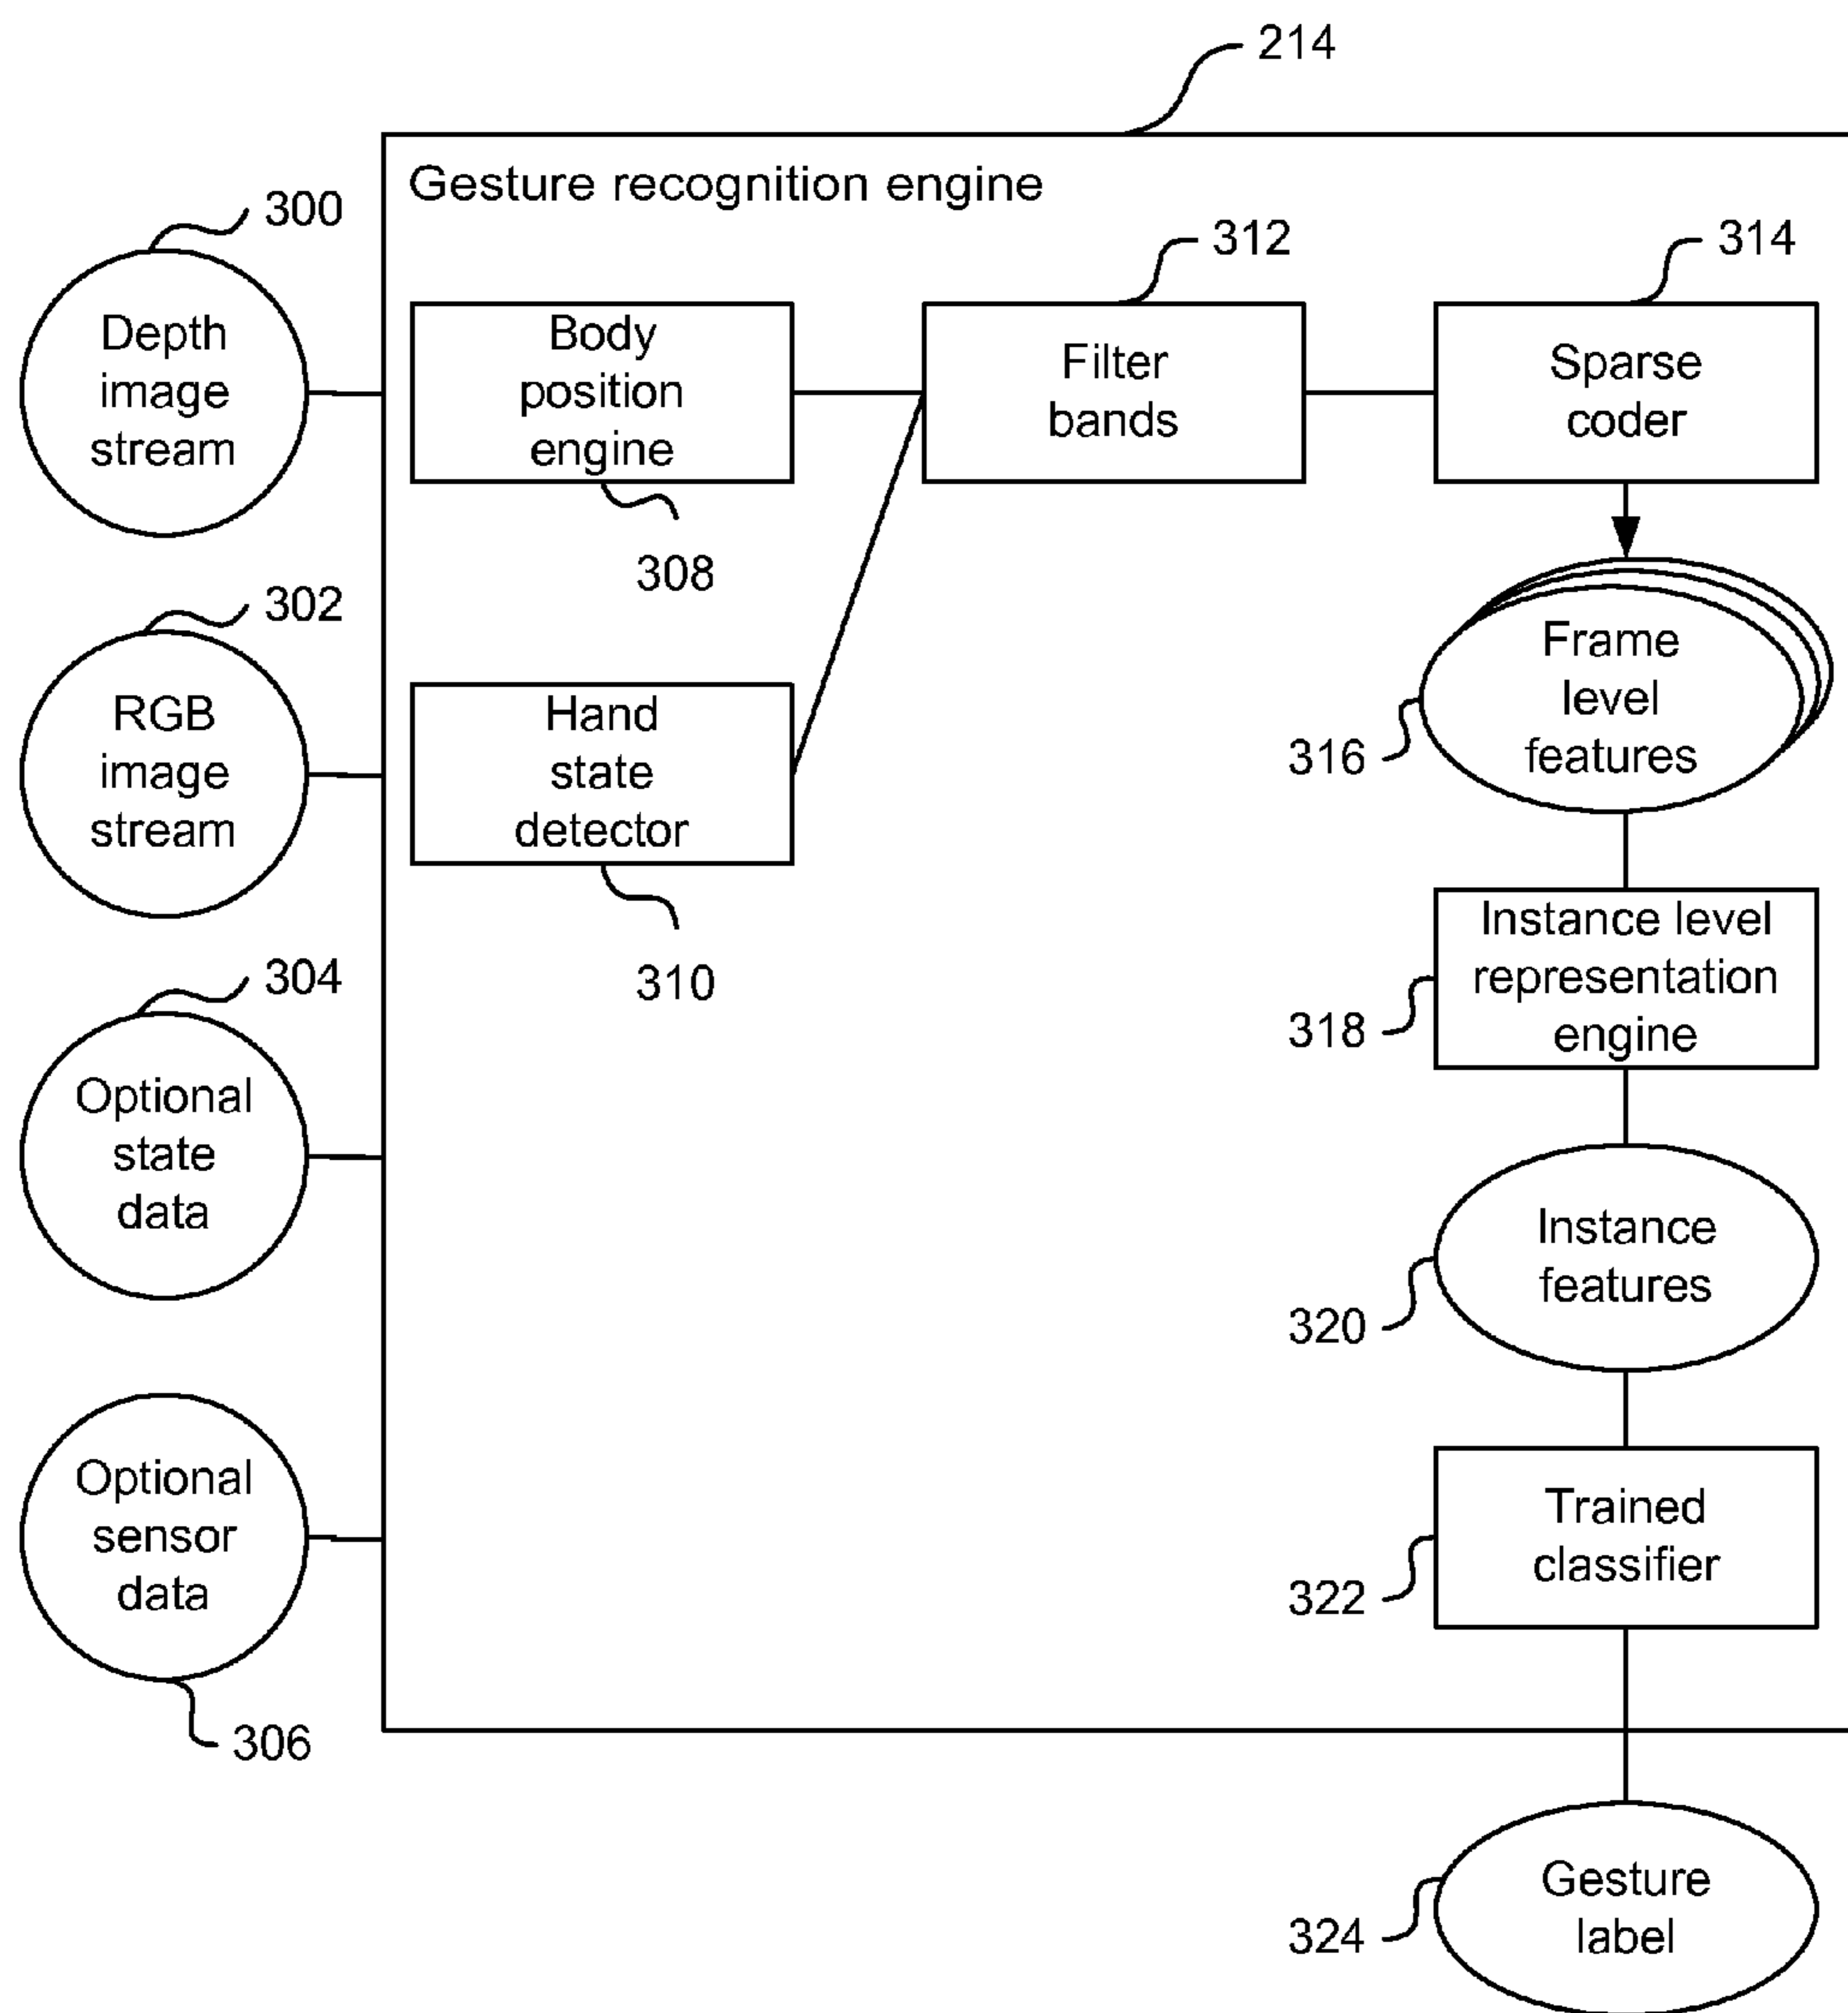 214
Gesture recognition engine
300
Depth
image
stream
302
RGB
image
stream
304
Optional
state
data
Optional
sensor
data
306
Body
position
engine
308
Hand
state
detector
310
312
Filter
bands
314
Sparse
coder
Frame
level
features
316
Instance level
representation
engine
318
Instance
features
320
Trained
classifier
322
Gesture
label
324